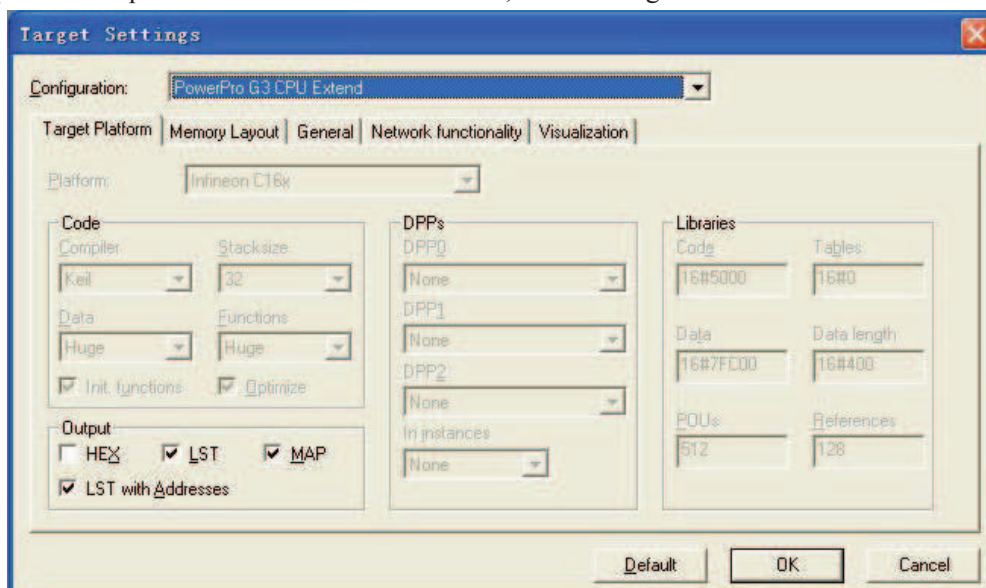 Target Settings
Configuration: PowerPro G3 CPU Extend
Target Platform Memory Layout General Network functionality Visualization
Platform: Infineon C16x
Code
Compiler Stacksize
Keil 32
Data Functions
Huge Huge
Init. functions Optimize
Output
HEX LST MAP
LST with Addresses
DPPs
DPP0
None
DPP1
None
DPP2
None
In instances
None
Libraries
Code Tables
16#5000 16#0
Data Data length
16#7FC00 16#400
POUs References
512 128
Default OK Cancel